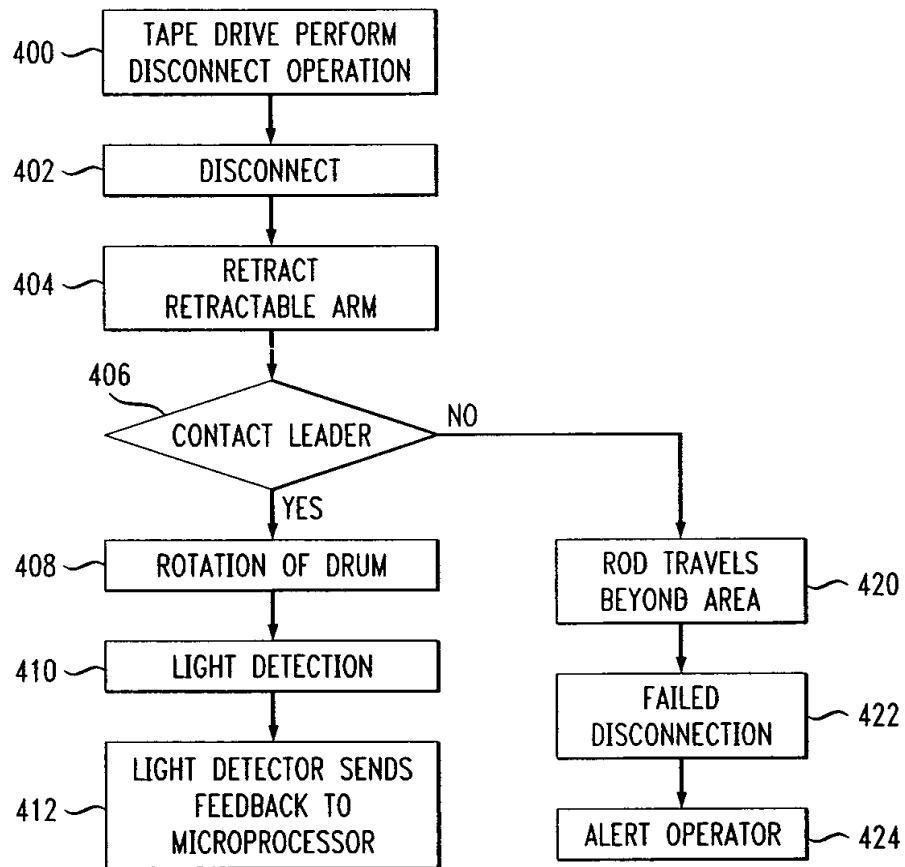 400
TAPE DRIVE PERFORM
DISCONNECT OPERATION
402
DISCONNECT
404
RETRACT
RETRACTABLE ARM
406
CONTACT LEADER
NO
YES
408
ROTATION OF DRUM
410
LIGHT DETECTION
412
LIGHT DETECTOR SENDS
FEEDBACK TO
MICROPROCESSOR
ROD TRAVELS
BEYOND AREA
420
FAILED
DISCONNECTION
422
ALERT OPERATOR
424